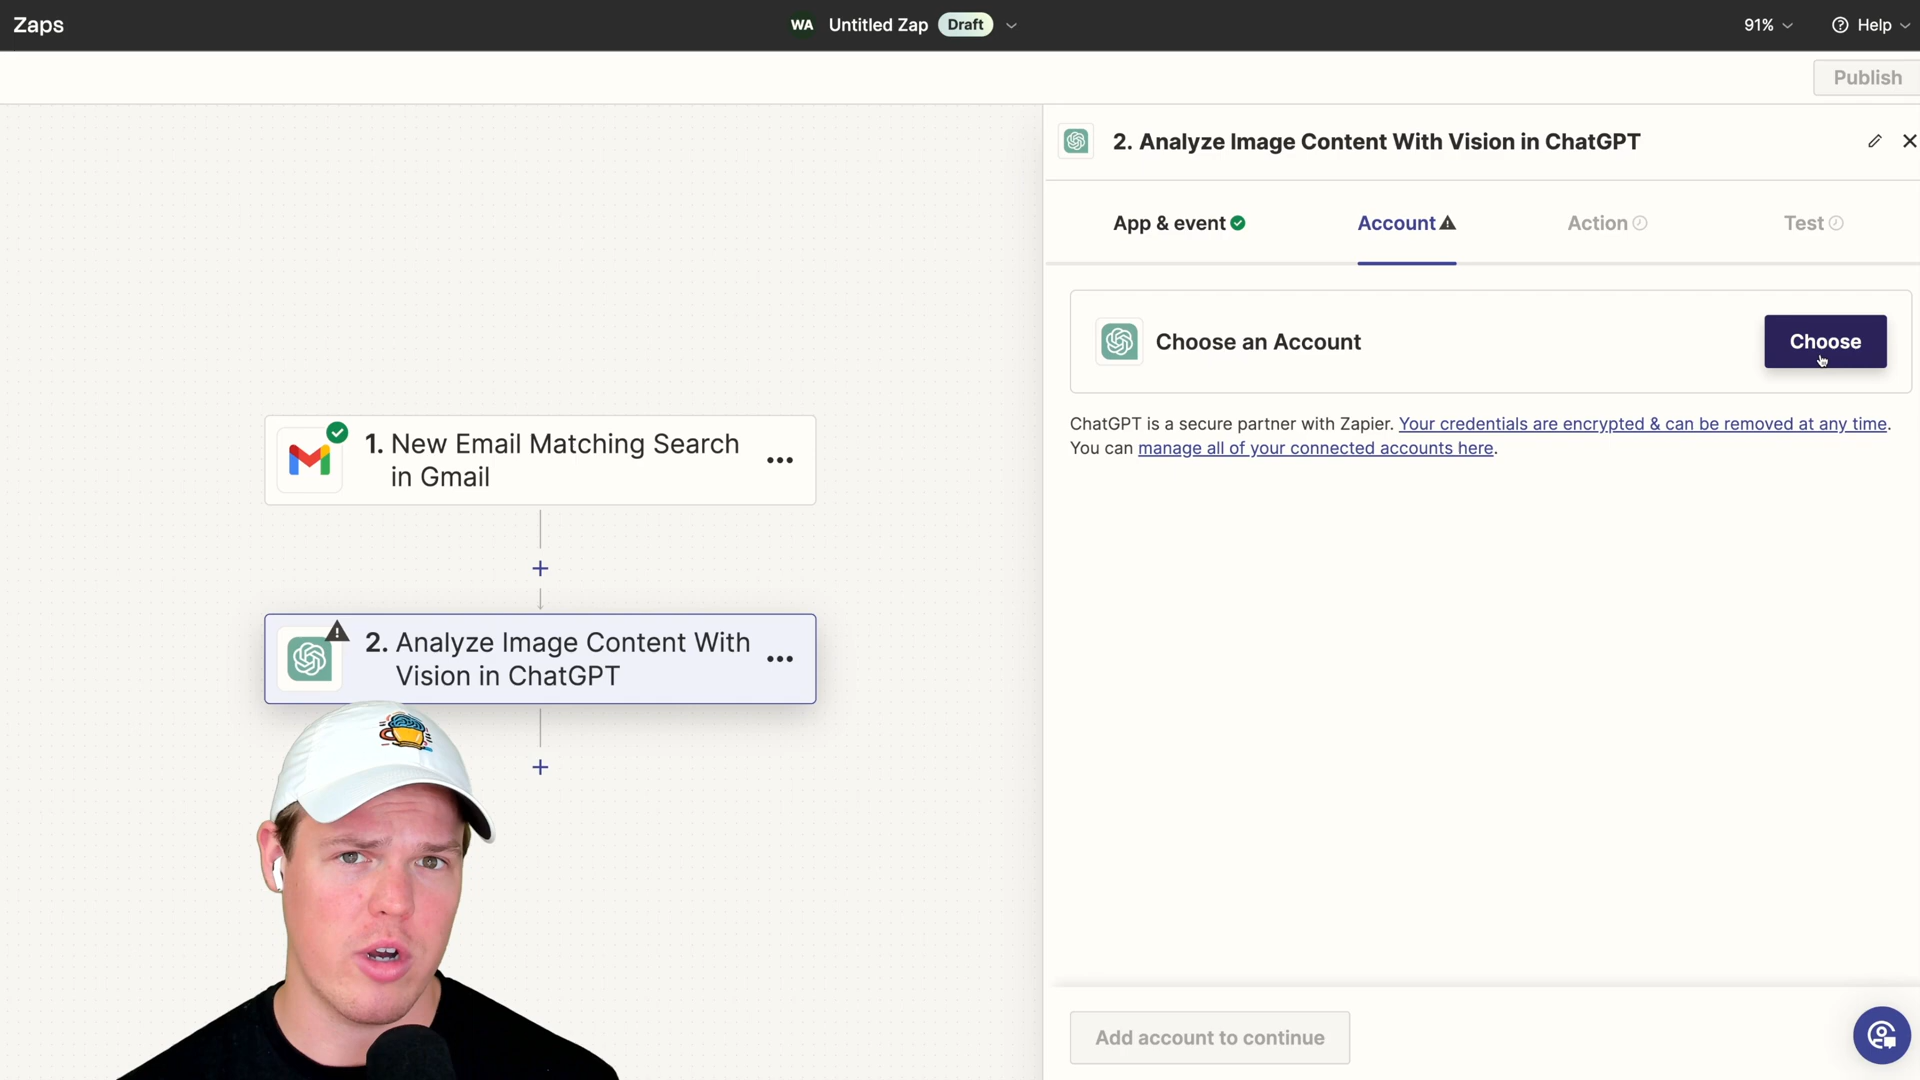 Zaps
WA Untitled Zap Draft
91%
Help
Publish
2. Analyze Image Content With Vision in ChatGPT
App & event
Account
Action
Test
Choose an Account
Choose
ChatGPT is a secure partner with Zapier. Your credentials are encrypted & can be removed at any time.
You can manage all of your connected accounts here.
1. New Email Matching Search
in Gmail
2. Analyze Image Content With
Vision in ChatGPT
Add account to continue